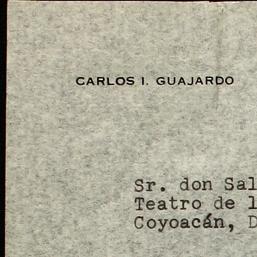 CARLOS I. GUAJARDO
Sr. don Sal
Teatro de l
Coyoacán, D